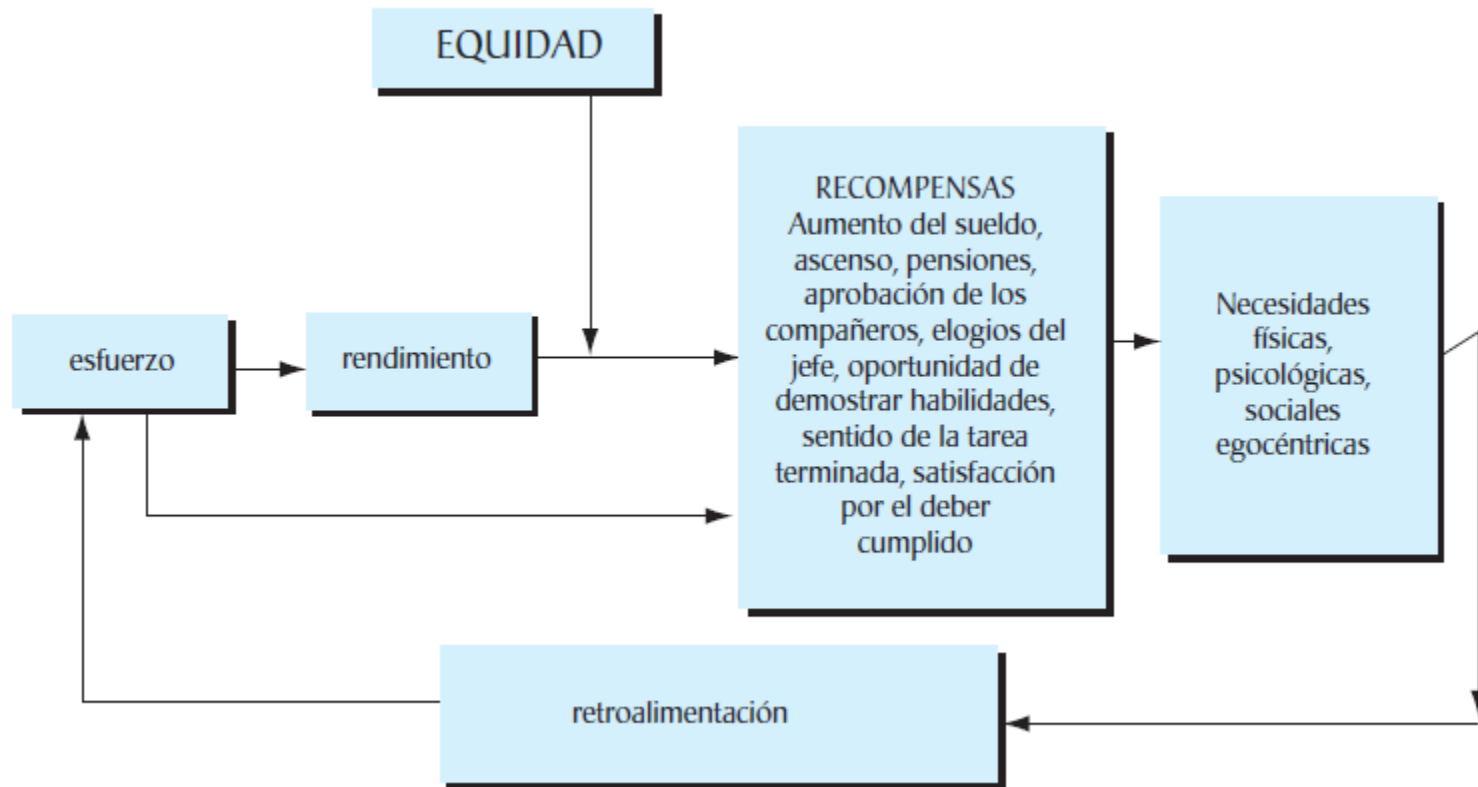 EQUIDAD
esfuerzo
rendimiento
RECOMPENSAS
Aumento del sueldo,
ascenso, pensiones,
aprobación de los
compañeros, elogios del
jefe, oportunidad de
demostrar habilidades,
sentido de la tarea
terminada, satisfacción
por el deber
cumplido
Necesidades
físicas,
psicológicas,
sociales
egocéntricas
retroalimentación